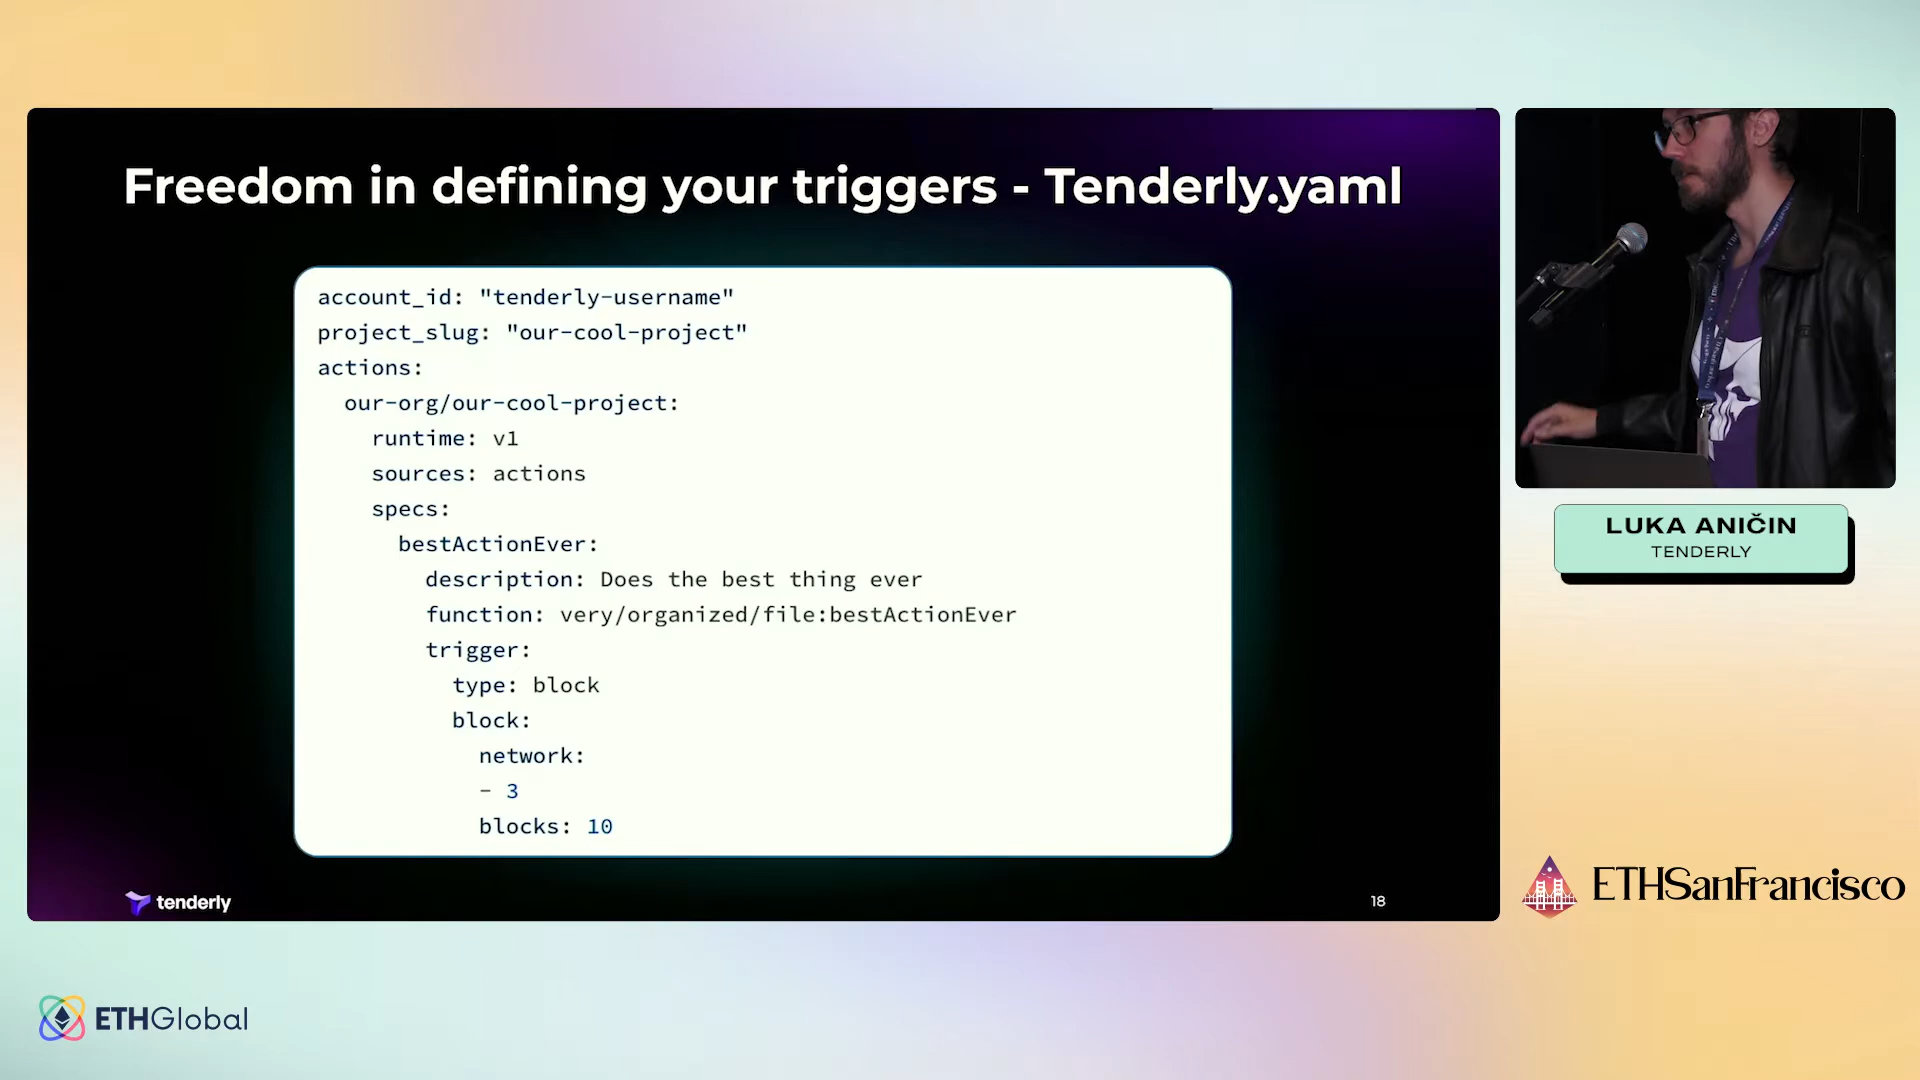 Freedom in defining your triggers - Tenderly.yaml
account_id: "tenderly-username"
project_slug: "our-cool-project"
actions:
  our-org/our-cool-project:
    runtime: v1
    sources: actions
    specs:
      bestActionEver:
        description: Does the best thing ever
        function: very/organized/file:bestActionEver
        trigger:
          type: block
          block:
            network:
            - 3
            blocks: 10
tenderly
18
LUKA ANIČIN
TENDERLY
ETHSanFrancisco
ETHGlobal